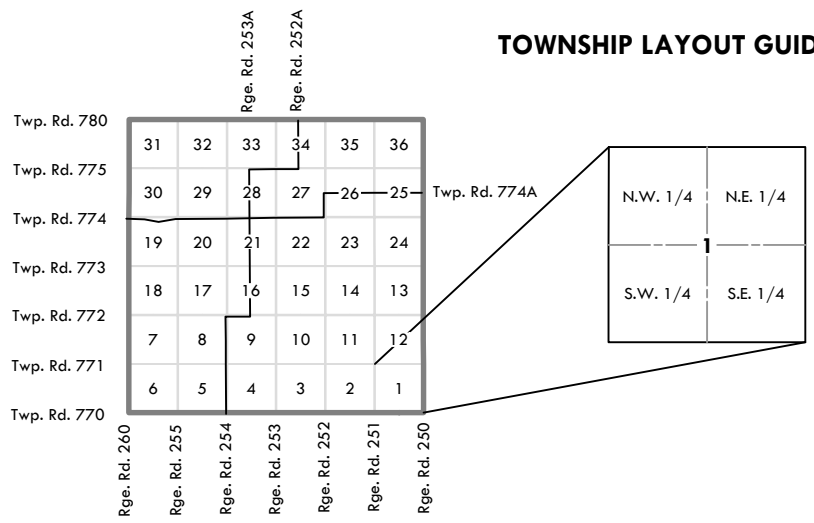 TOWNSHIP LAYOUT GUID
Rge. Rd. 253A
Rge. Rd. 252A
Twp. Rd. 780
31 32 33 34 35 36
Twp. Rd. 775
30 29 28 27 26 25
Twp. Rd. 774A
Twp. Rd. 774
19 20 21 22 23 24
Twp. Rd. 773
18 17 16 15 14 13
Twp. Rd. 772
7 8 9 10 11 12
Twp. Rd. 771
6 5 4 3 2 1
Twp. Rd. 770
Rge. Rd. 260
Rge. Rd. 255
Rge. Rd. 254
Rge. Rd. 253
Rge. Rd. 252
Rge. Rd. 251
Rge. Rd. 250
N.W. 1/4 N.E. 1/4
1
S.W. 1/4 S.E. 1/4